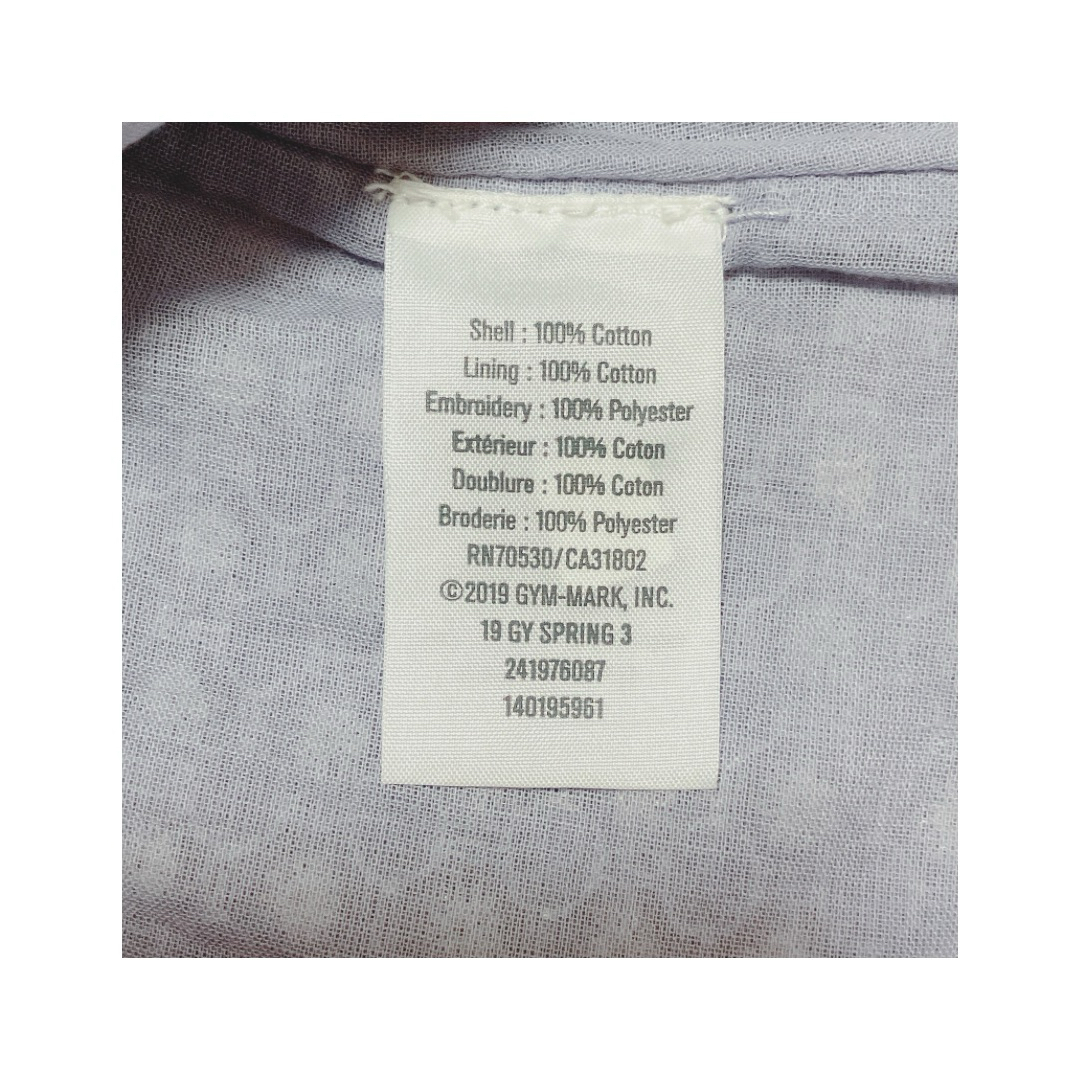 Shell : 100% Cotton
Lining : 100% Cotton
Embroidery : 100% Polyester
Extérieur : 100% Coton
Doublure : 100% Coton
Broderie : 100% Polyester
RN70530/CA31802
©2019 GYM-MARK, INC.
19 GY SPRING 3
241976087
140195961